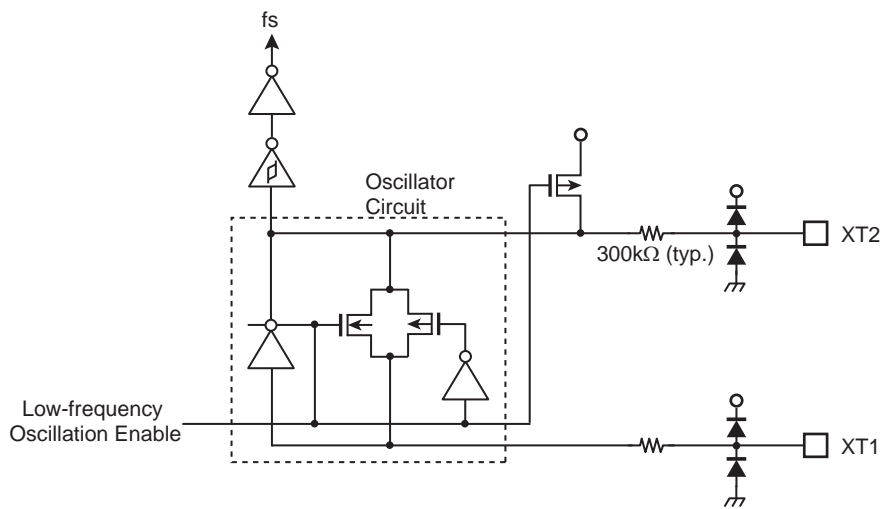 fs
Oscillator
Circuit
300kΩ (typ.)
XT2
Low-frequency
Oscillation Enable
XT1